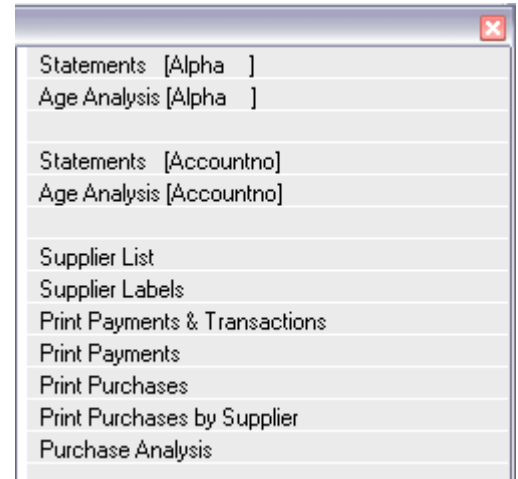 Statements [Alpha ]
Age Analysis [Alpha ]
Statements [Accountno]
Age Analysis [Accountno]
Supplier List
Supplier Labels
Print Payments & Transactions
Print Payments
Print Purchases
Print Purchases by Supplier
Purchase Analysis